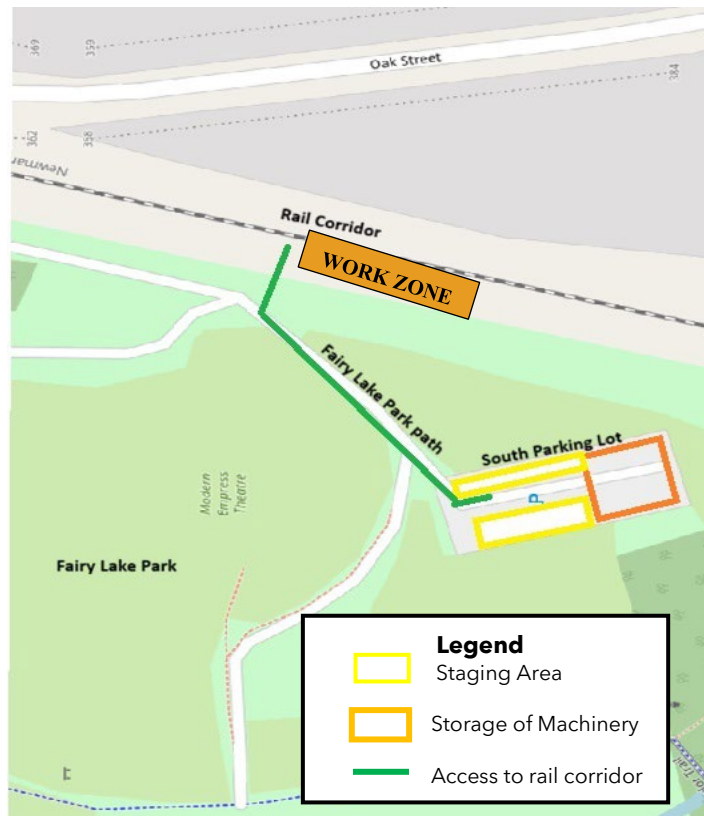 369
359
Oak Street
384
362
358
Newmar
Rail Corridor
WORK ZONE
Fairy Lake Park path
South Parking Lot
P
Modern
Empress
Theatre
Fairy Lake Park
Legend
Staging Area
Storage of Machinery
Access to rail corridor